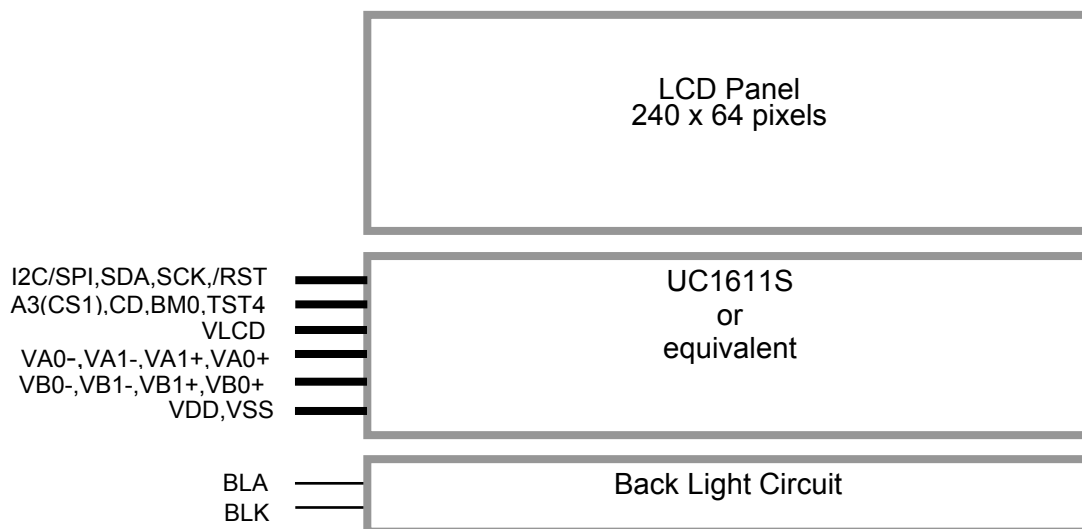 LCD Panel
240 x 64 pixels
I2C/SPI,SDA,SCK,/RST
A3(CS1),CD,BM0,TST4
VLCD
VA0-,VA1-,VA1+,VA0+
VB0-,VB1-,VB1+,VB0+
VDD,VSS
UC1611S
or
equivalent
BLA
BLK
Back Light Circuit